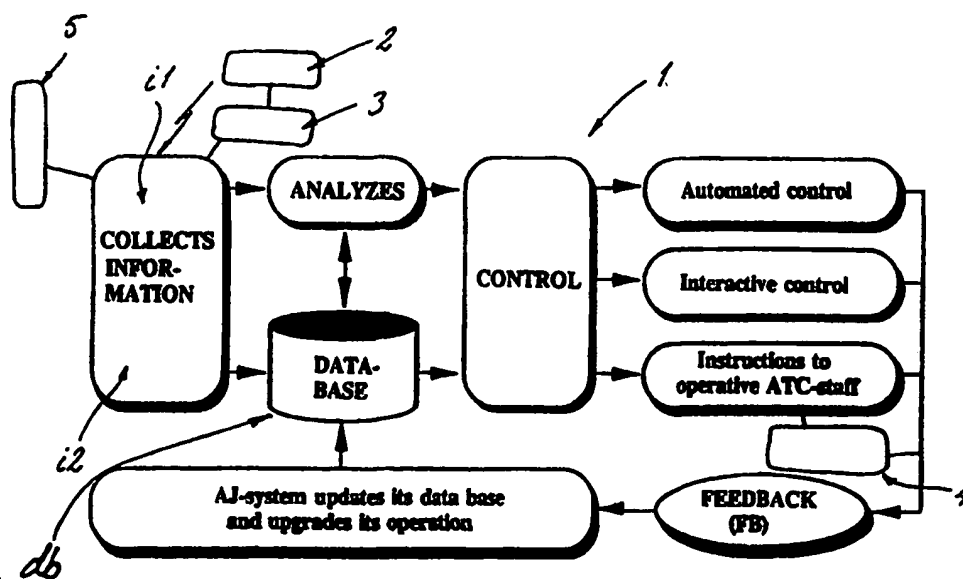 5
i1
2
3
1
ANALYZES
Automated control
COLLECTS
INFOR-
MATION
CONTROL
Interactive control
DATA-
BASE
Instructions to
operative ATC-staff
i2
AJ-system updates its data base
and upgrades its operation
FEEDBACK
(FB)
4
db